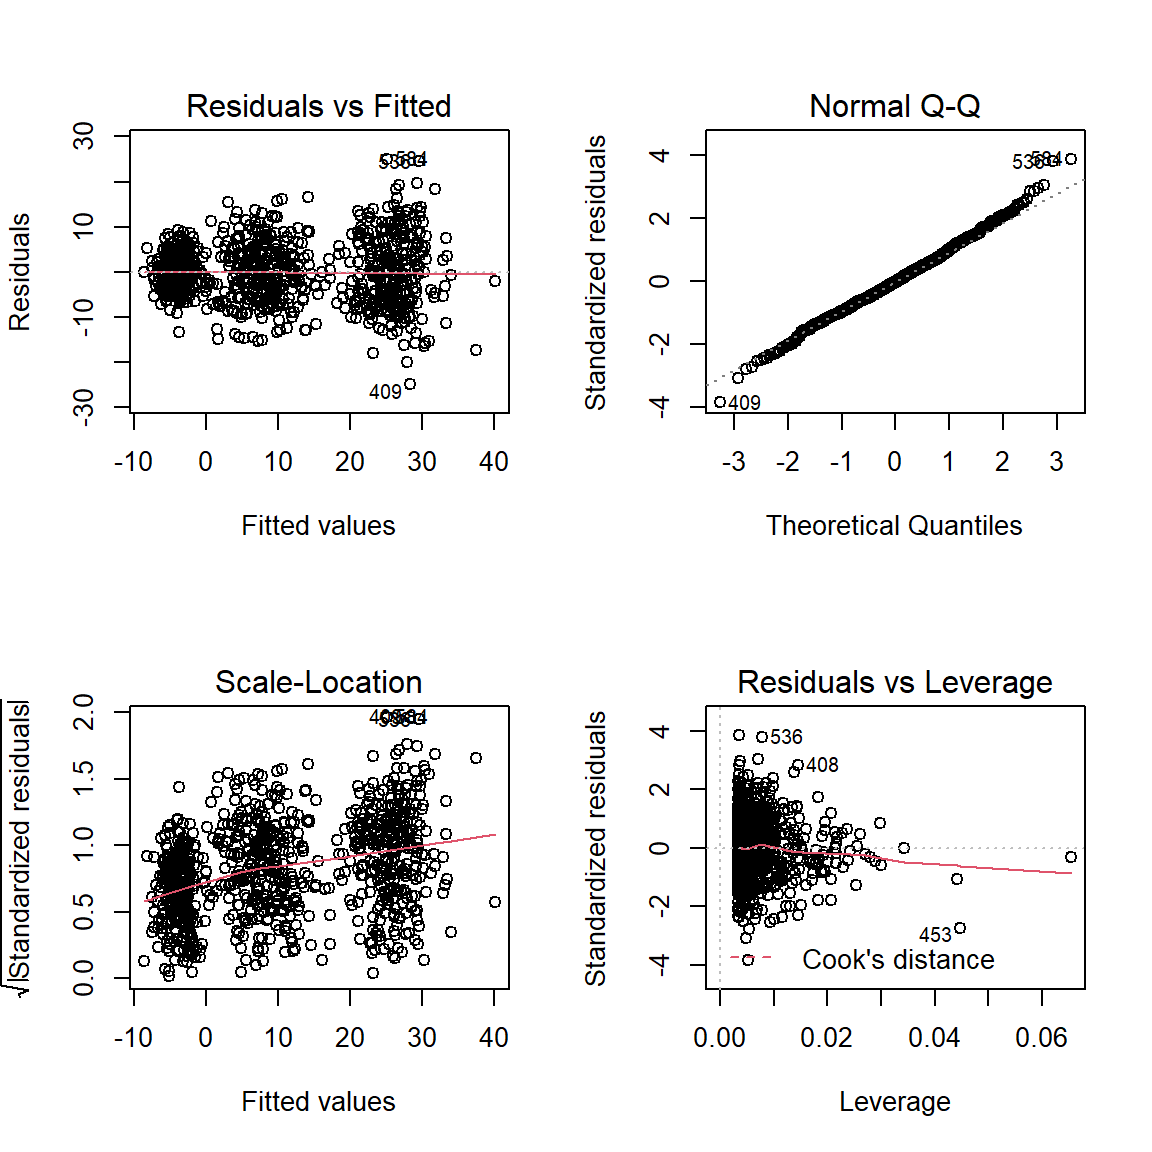 Residuals vs Fitted
Residuals
30
10
-10
-30
584
409
-10 0 10 20 30 40
Fitted values
Normal Q-Q
Standardized residuals
4
2
0
-2
-4
536
584
409
-3 -2 -1 0 1 2 3
Theoretical Quantiles
Scale-Location
√|Standardized residuals|
2.0
1.5
1.0
0.5
0.0
584
-10 0 10 20 30 40
Fitted values
Residuals vs Leverage
Standardized residuals
4
2
0
-2
-4
536
408
453
Cook's distance
0.00 0.02 0.04 0.06
Leverage